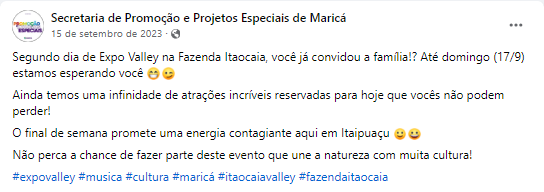 Secretaria de Promoção e Projetos Especiais de Maricá
15 de setembro de 2023 ·
Segundo dia de Expo Valley na Fazenda Itaocaia, você já convidou a família!? Até domingo (17/9)
estamos esperando você 😁😜
Ainda temos uma infinidade de atrações incríveis reservadas para hoje que vocês não podem
perder!
O final de semana promete uma energia contagiante aqui em Itaipuaçu 😉😃
Não perca a chance de fazer parte deste evento que une a natureza com muita cultura!
#expovalley #musica #cultura #maricá #itaocaiavalley #fazendaitaocaia